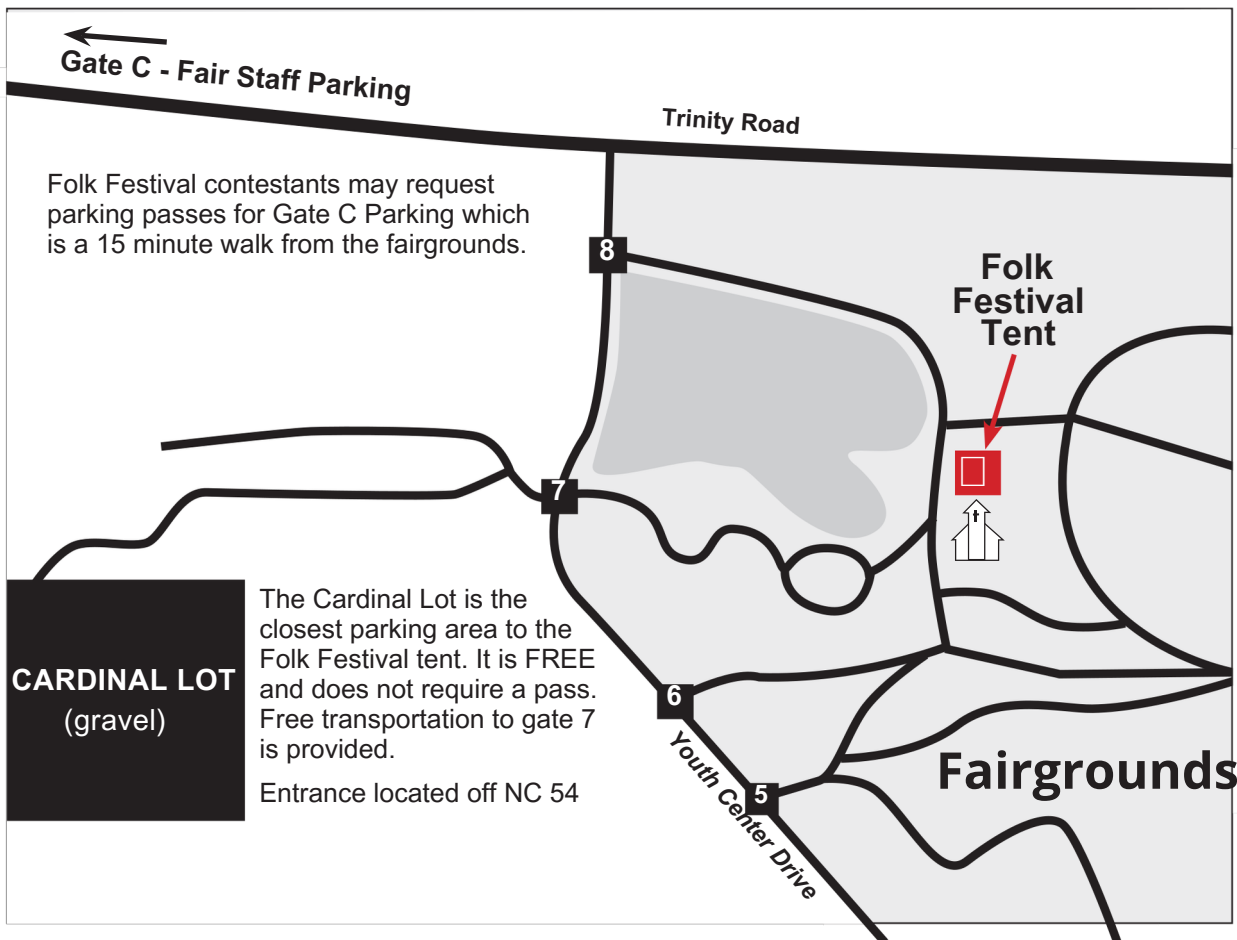 Gate C - Fair Staff Parking
Trinity Road
Folk Festival contestants may request
parking passes for Gate C Parking which
is a 15 minute walk from the fairgrounds.
8
Folk
Festival
Tent
7
The Cardinal Lot is the
closest parking area to the
Folk Festival tent. It is FREE
and does not require a pass.
Free transportation to gate 7
is provided.
Entrance located off NC 54
CARDINAL LOT
(gravel)
6
Youth Center Drive
5
Fairgrounds